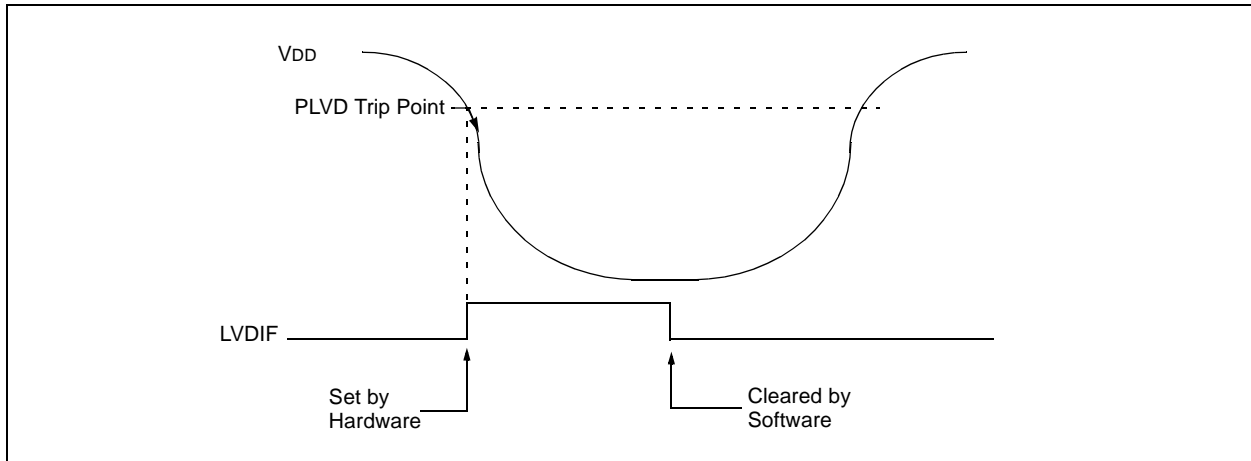 VDD
PLVD Trip Point
LVDIF
Set by
Hardware
Cleared by
Software